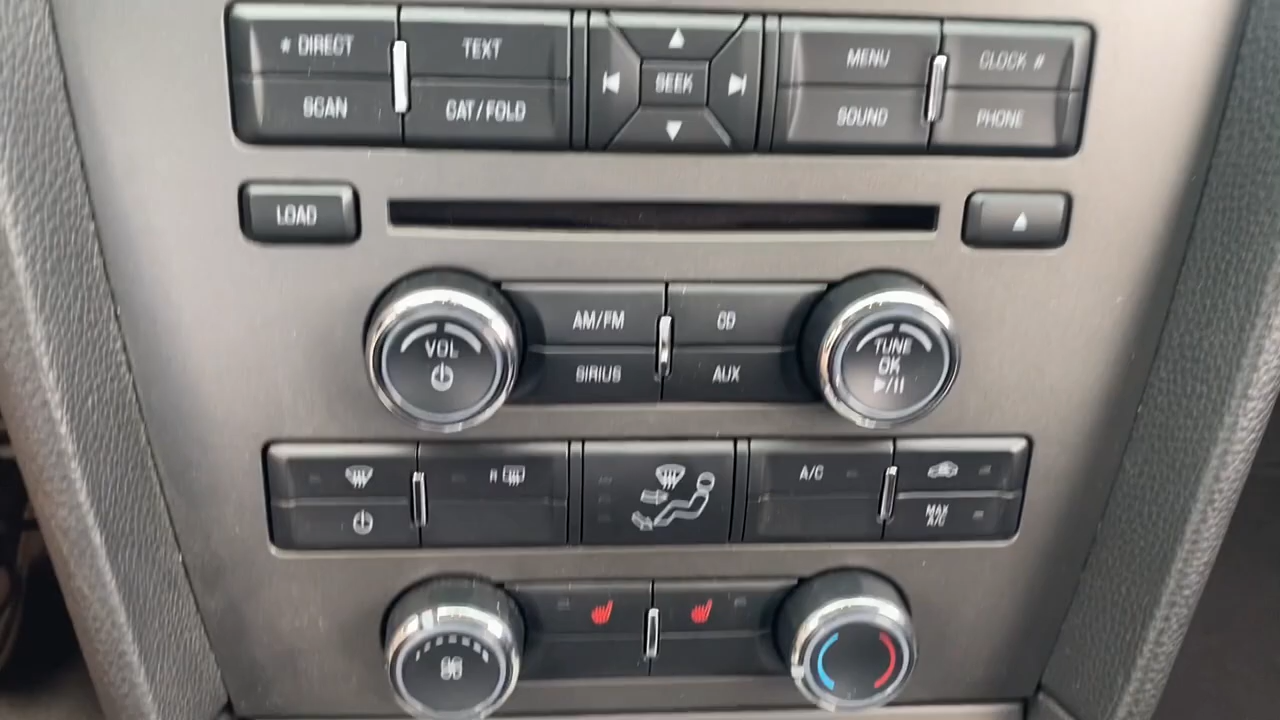 * DIRECT
TEXT
SCAN
CAT/FOLD
SEEK
MENU
CLOCK #
SOUND
PHONE
LOAD
VOL
AM/FM
CD
SIRIUS
AUX
TUNE
OK
R
A/C
MAX
A/C